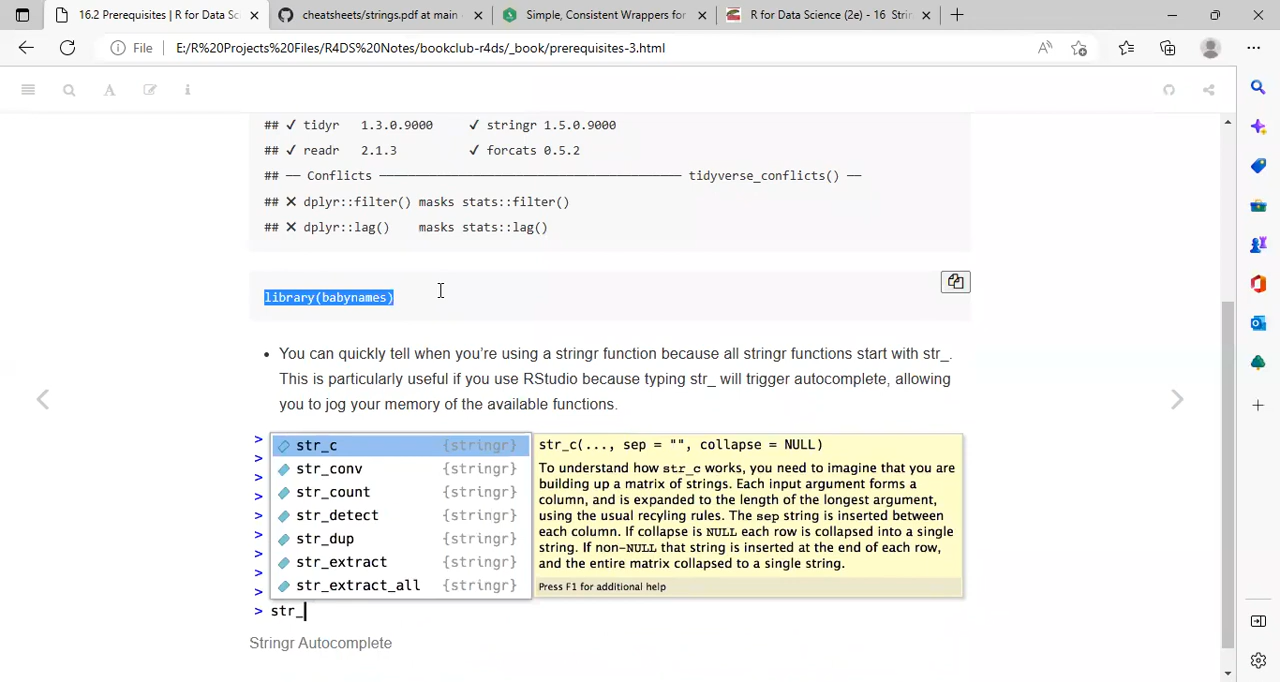 16.2 Prerequisites | R for Data Sc
cheatsheets/strings.pdf at main
Simple, Consistent Wrappers for
R for Data Science (2e) - 16 Strin
File
E:/R%20Projects%20Files/R4DS%20Notes/bookclub-r4ds/_book/prerequisites-3.html
## ✓ tidyr 1.3.0.9000 ✓ stringr 1.5.0.9000
## ✓ readr 2.1.3 ✓ forcats 0.5.2
## ── Conflicts ────────────────────────────────────── tidyverse_conflicts() ──
## ✗ dplyr::filter() masks stats::filter()
## ✗ dplyr::lag() masks stats::lag()
library(babynames)
• You can quickly tell when you’re using a stringr function because all stringr functions start with str_.
This is particularly useful if you use RStudio because typing str_ will trigger autocomplete, allowing
you to jog your memory of the available functions.
> str_c {stringr}
> str_conv {stringr}
> str_count {stringr}
> str_detect {stringr}
> str_dup {stringr}
> str_extract {stringr}
> str_extract_all {stringr}
str_c(..., sep = "", collapse = NULL)
To understand how str_c works, you need to imagine that you are
building up a matrix of strings. Each input argument forms a
column, and is expanded to the length of the longest argument,
using the usual recyling rules. The sep string is inserted between
each column. If collapse is NULL each row is collapsed into a single
string. If non-NULL that string is inserted at the end of each row,
and the entire matrix collapsed to a single string.
Press F1 for additional help
> str_
Stringr Autocomplete